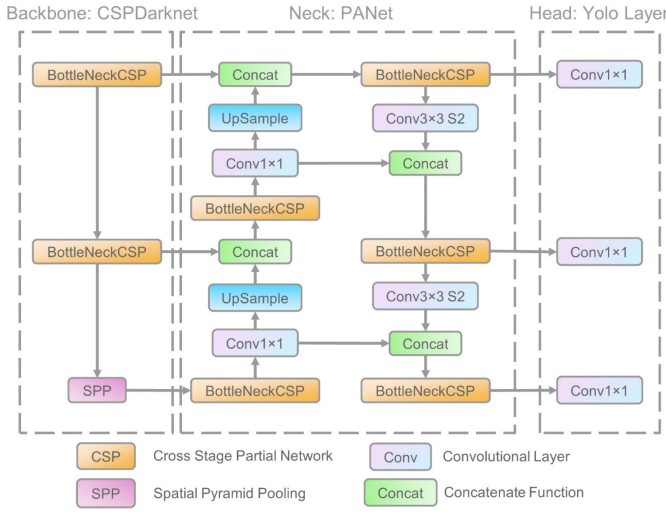 Backbone: CSPDarknet
Neck: PANet
Head: Yolo Layer
BottleNeckCSP
Concat
BottleNeckCSP
Conv1×1
UpSample
Conv3×3 S2
Conv1×1
Concat
BottleNeckCSP
BottleNeckCSP
Concat
BottleNeckCSP
Conv1×1
UpSample
Conv3×3 S2
Conv1×1
Concat
SPP
BottleNeckCSP
BottleNeckCSP
Conv1×1
CSP
Cross Stage Partial Network
Conv
Convolutional Layer
SPP
Spatial Pyramid Pooling
Concat
Concatenate Function